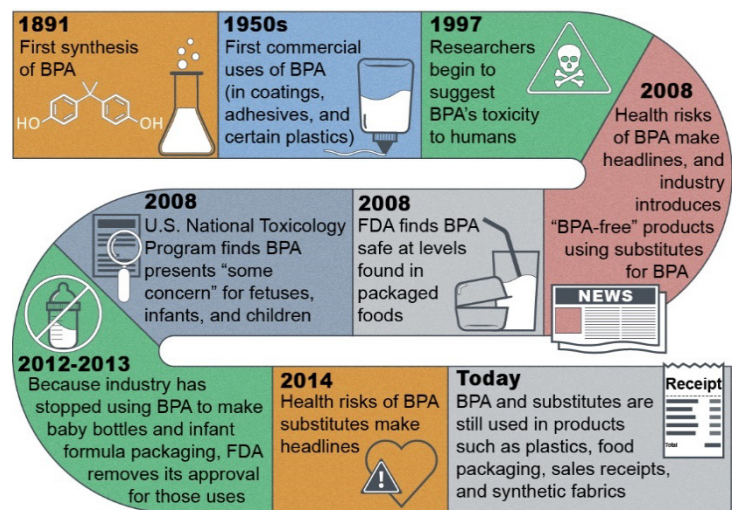 1891
First synthesis
of BPA
HO
OH
1950s
First commercial
uses of BPA
(in coatings,
adhesives, and
certain plastics)
1997
Researchers
begin to
suggest
BPA's toxicity
to humans
2008
Health risks
of BPA make
headlines, and
industry
introduces
“BPA-free” products
using substitutes
for BPA
NEWS
2008
FDA finds BPA
safe at levels
found in
packaged
foods
2008
U.S. National Toxicology
Program finds BPA
presents “some
concern” for fetuses,
infants, and children
2012-2013
Because industry has
stopped using BPA to make
baby bottles and infant
formula packaging, FDA
removes its approval
for those uses
2014
Health risks of BPA
substitutes make
headlines
Today
BPA and substitutes are
still used in products
such as plastics, food
packaging, sales receipts,
and synthetic fabrics
Receipt
Total